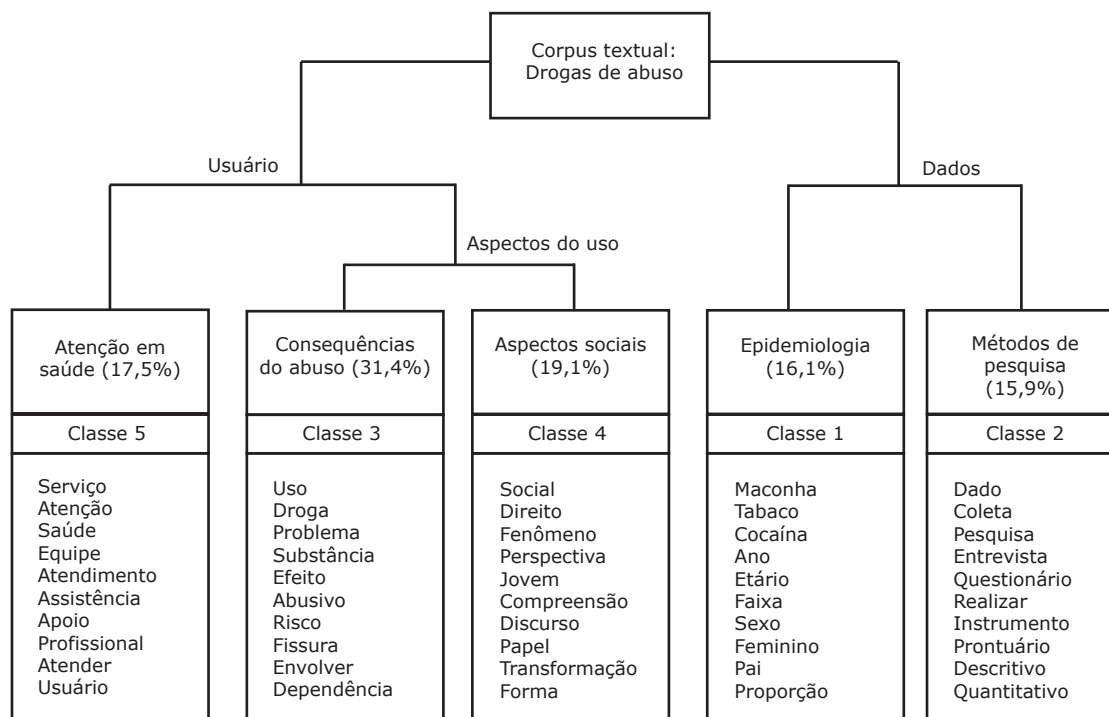 Corpus textual:
Drogas de abuso
Usuário
Dados
Aspectos do uso
Atenção em
saúde (17,5%)
Classe 5
Serviço
Atenção
Saúde
Equipe
Atendimento
Assistência
Apoio
Profissional
Atender
Usuário
Consequências
do abuso (31,4%)
Classe 3
Uso
Droga
Problema
Substância
Efeito
Abusivo
Risco
Fissura
Envolver
Dependência
Aspectos sociais
(19,1%)
Classe 4
Social
Direito
Fenômeno
Perspectiva
Jovem
Compreensão
Discurso
Papel
Transformação
Forma
Epidemiologia
(16,1%)
Classe 1
Maconha
Tabaco
Cocaína
Ano
Etário
Faixa
Sexo
Feminino
Pai
Proporção
Métodos de
pesquisa
(15,9%)
Classe 2
Dado
Coleta
Pesquisa
Entrevista
Questionário
Realizar
Instrumento
Prontuário
Descritivo
Quantitativo